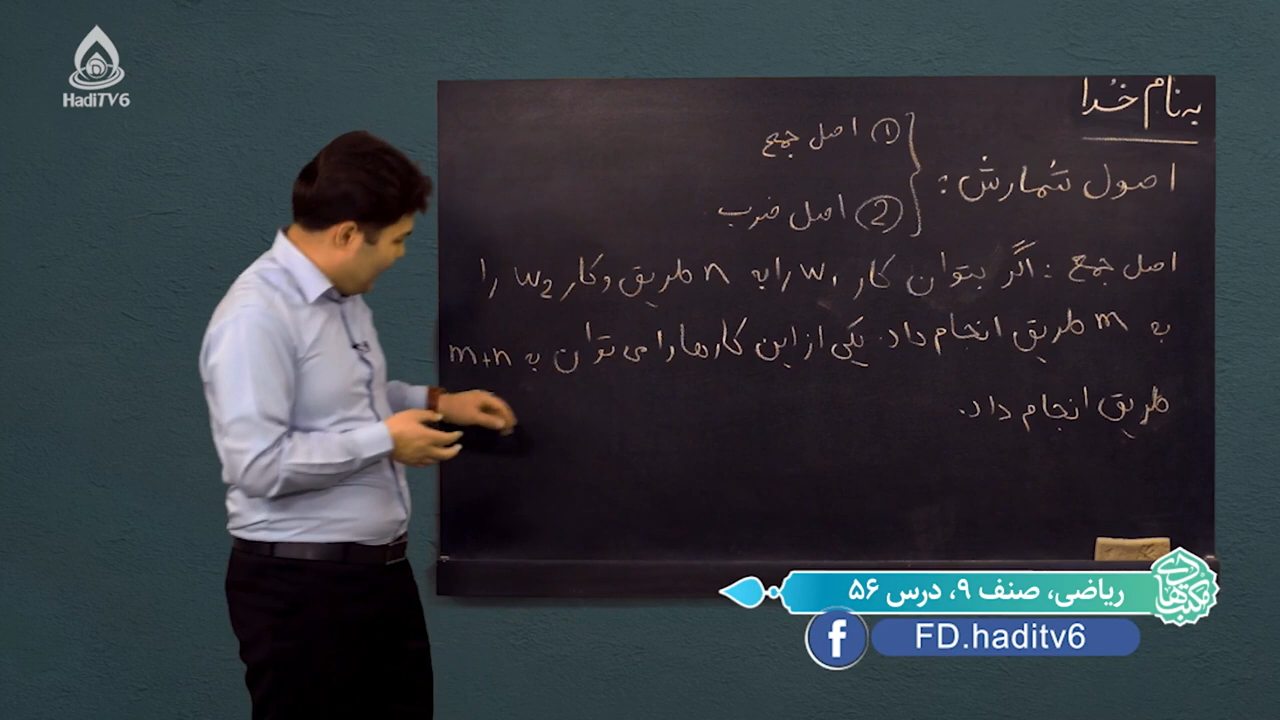 HadiTV6
به نام خدا
اصول شمارش:
① اصل جمع
② اصل ضرب
اصل جمع: اگر بتوان کار w₁ را به n طریق و کار w₂ را
به m طریق انجام داد. یکی از این کارها را می توان به m+n
طریق انجام داد.
ریاضی، صنف ۹، درس ۵۶
مکتب هادی
f FD.haditv6